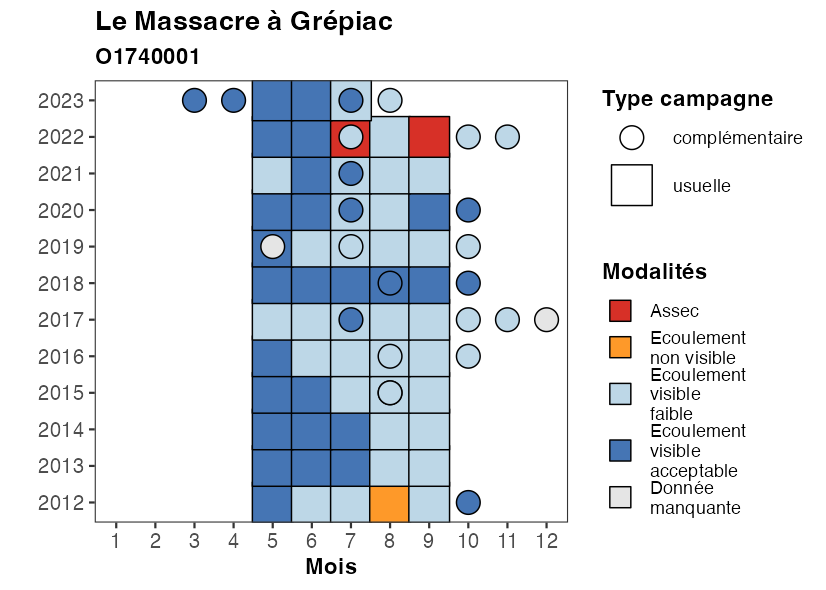 Le Massacre à Grépiac
O1740001
2023
2022
2021
2020
2019
2018
2017
2016
2015
2014
2013
2012
1 2 3 4 5 6 7 8 9 10 11 12
Mois
Type campagne
complémentaire
usuelle
Modalités
Assec
Ecoulement
non visible
Ecoulement
visible
faible
Ecoulement
visible
acceptable
Donnée
manquante